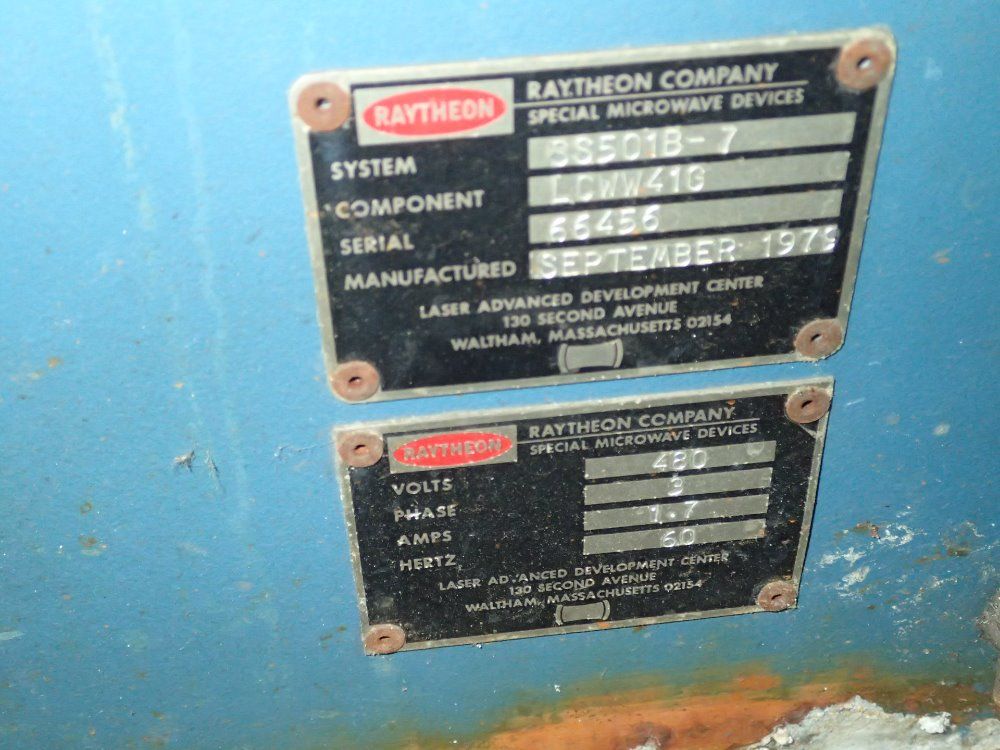 RAYTHEON
RAYTHEON COMPANY
SPECIAL MICROWAVE DEVICES
SYSTEM SS501B-7
COMPONENT LCWW41G
SERIAL 66456
MANUFACTURED SEPTEMBER 1979
LASER ADVANCED DEVELOPMENT CENTER
130 SECOND AVENUE
WALTHAM, MASSACHUSETTS 02154
RAYTHEON
RAYTHEON COMPANY
SPECIAL MICROWAVE DEVICES
VOLTS 480
PHASE 3
AMPS 1.7
HERTZ 60
LASER ADVANCED DEVELOPMENT CENTER
130 SECOND AVENUE
WALTHAM, MASSACHUSETTS 02154